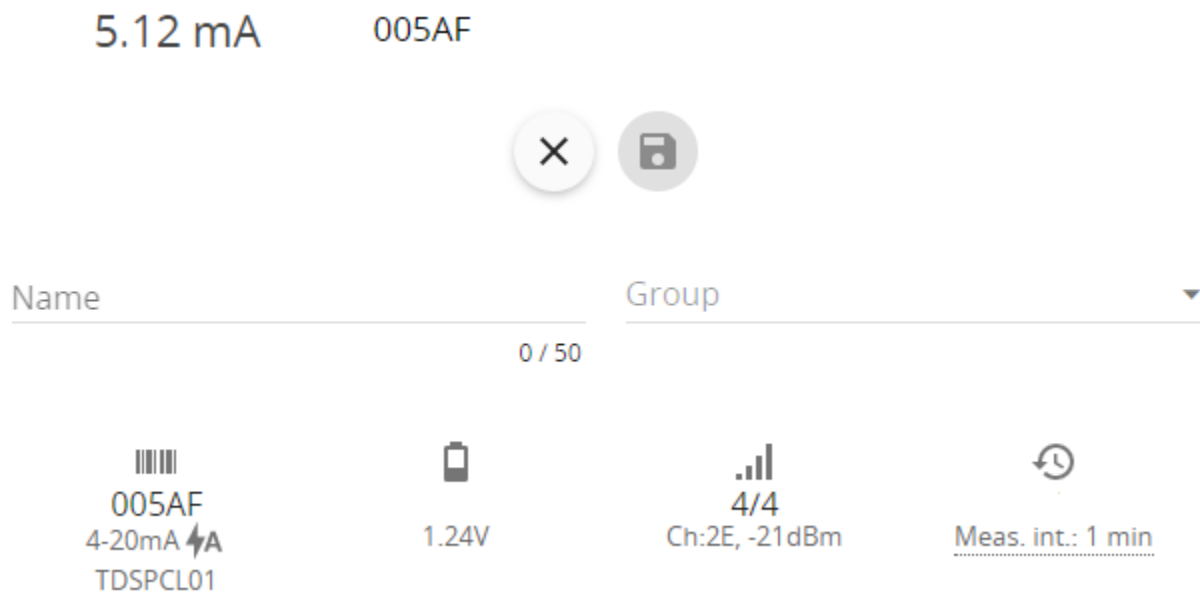 5.12 mA 005AF
Name Group
0 / 50
005AF 4/4
4-20mA A 1.24V Ch:2E, -21dBm Meas. int.: 1 min
TDSPCL01